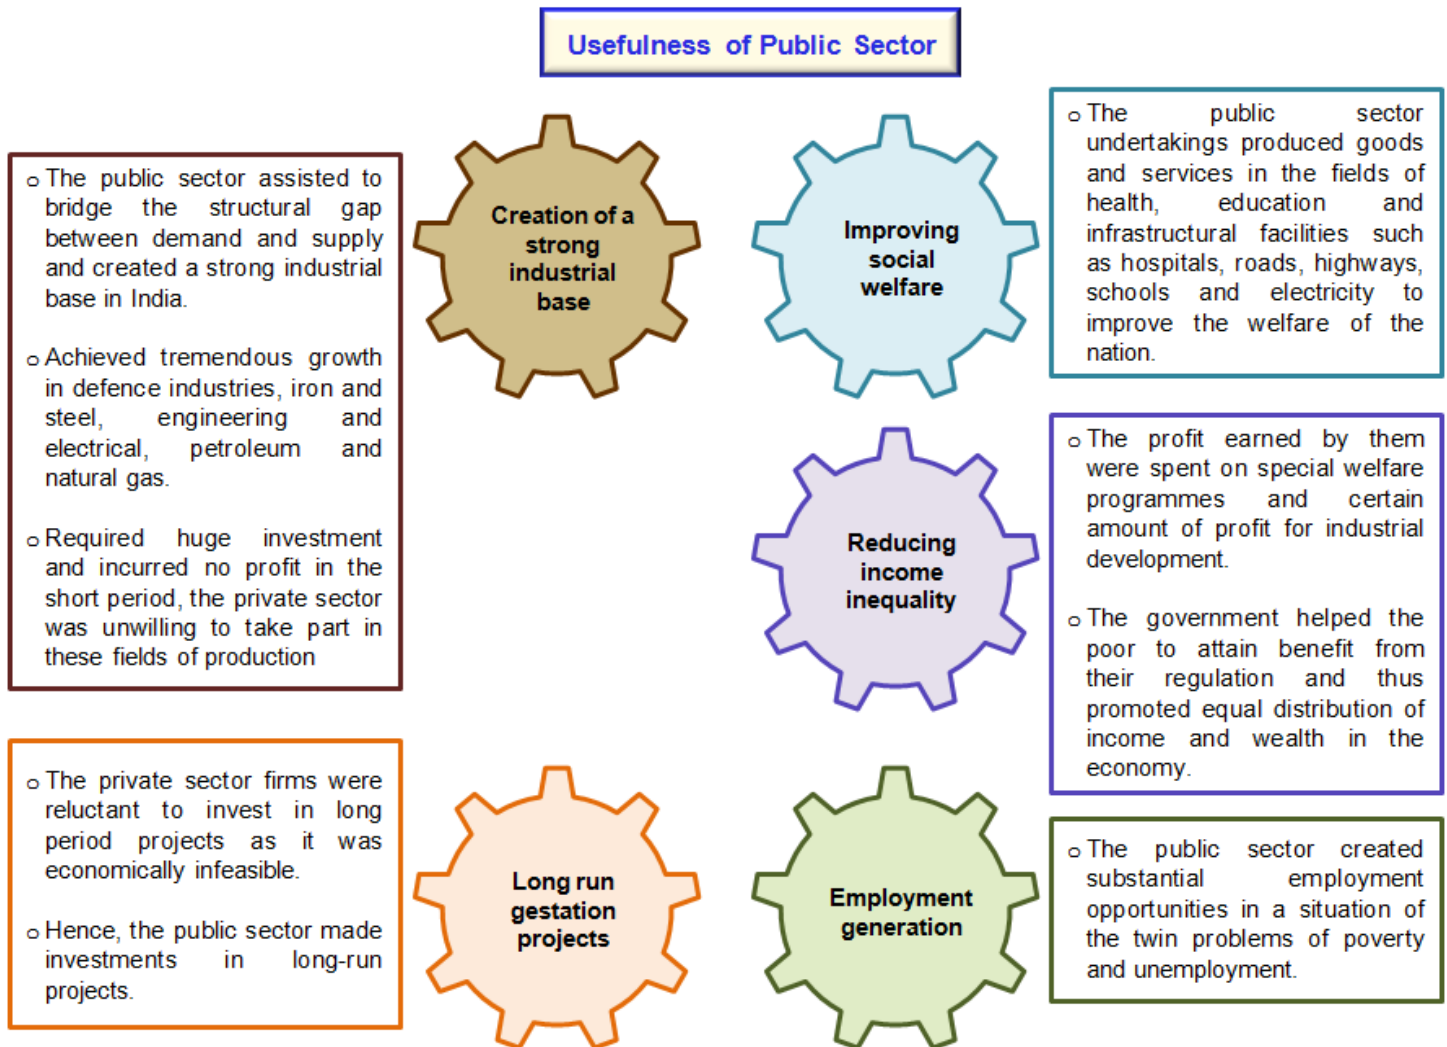 Usefulness of Public Sector
o The public sector assisted to
bridge the structural gap
between demand and supply
and created a strong industrial
base in India.
o Achieved tremendous growth
in defence industries, iron and
steel, engineering and
electrical, petroleum and
natural gas.
o Required huge investment
and incurred no profit in the
short period, the private sector
was unwilling to take part in
these fields of production
Creation of a
strong
industrial
base
Improving
social
welfare
o The public sector
undertakings produced goods
and services in the fields of
health, education and
infrastructural facilities such
as hospitals, roads, highways,
schools and electricity to
improve the welfare of the
nation.
Reducing
income
inequality
o The profit earned by them
were spent on special welfare
programmes and certain
amount of profit for industrial
development.
o The government helped the
poor to attain benefit from
their regulation and thus
promoted equal distribution of
income and wealth in the
economy.
o The private sector firms were
reluctant to invest in long
period projects as it was
economically infeasible.
o Hence, the public sector made
investments in long-run
projects.
Long run
gestation
projects
Employment
generation
o The public sector created
substantial employment
opportunities in a situation of
the twin problems of poverty
and unemployment.